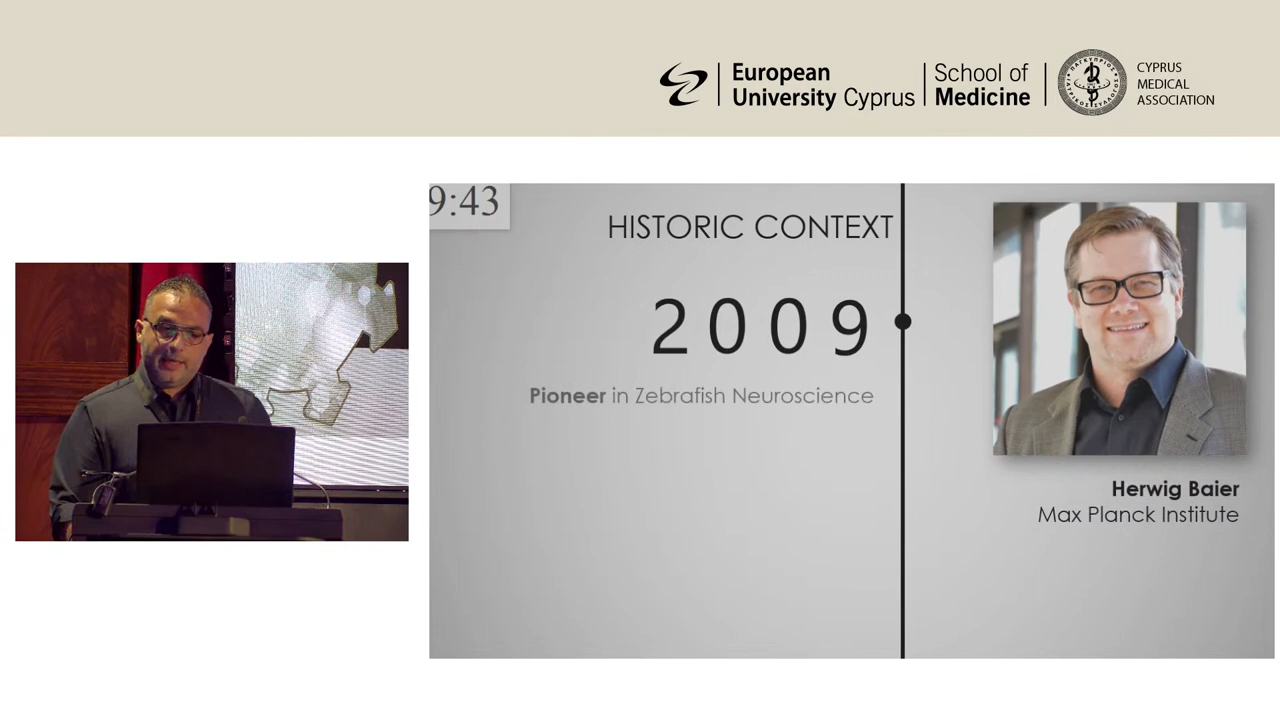 European
University Cyprus
School of
Medicine
CYPRUS
MEDICAL
ASSOCIATION
9:43
HISTORIC CONTEXT
2009
Pioneer in Zebrafish Neuroscience
Herwig Baier
Max Planck Institute